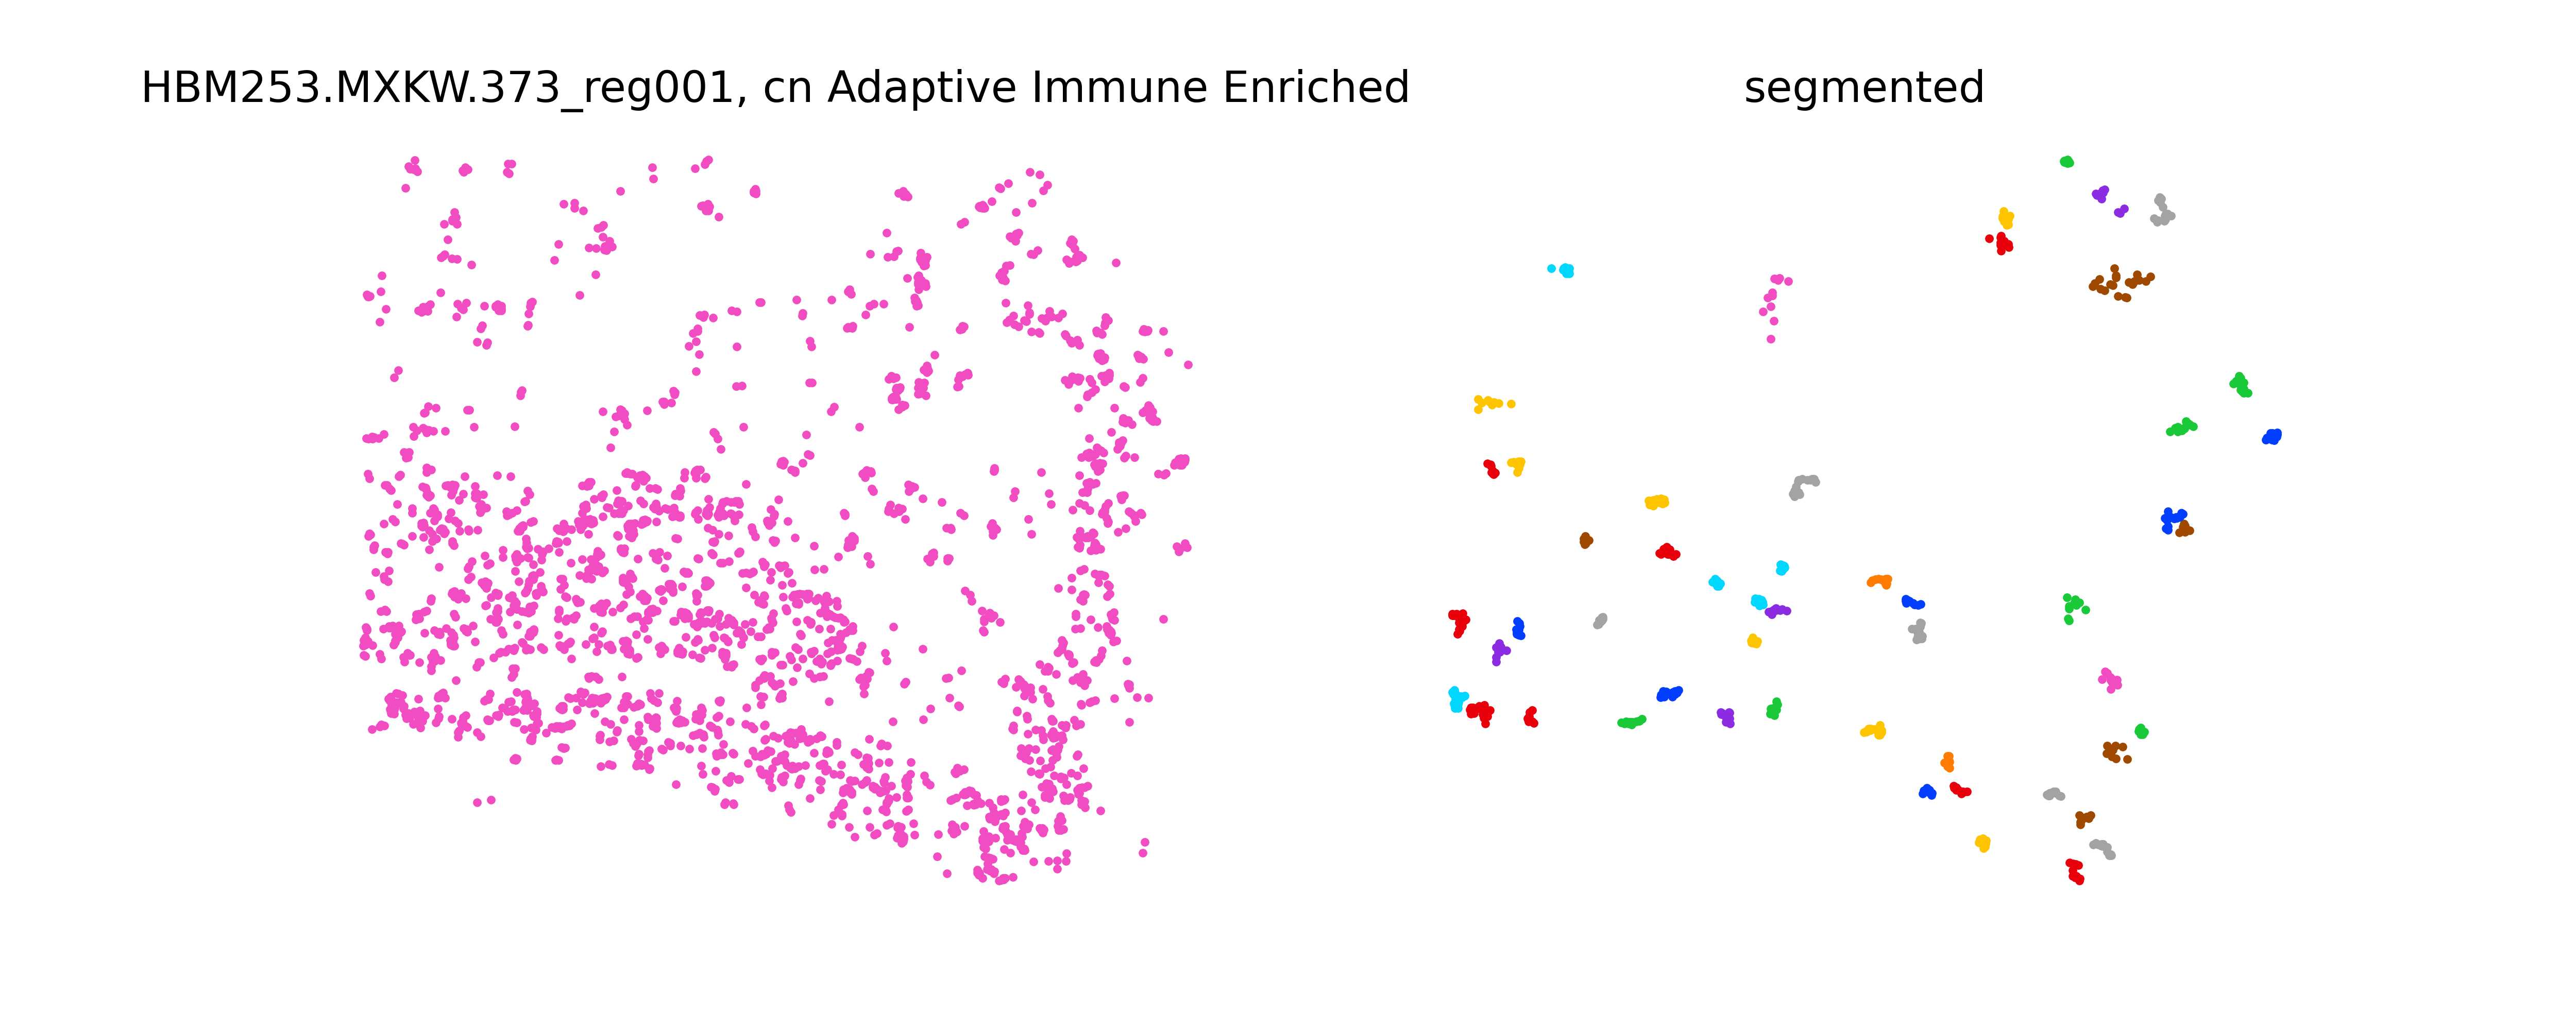 HBM253.MXKW.373_reg001, cn Adaptive Immune Enriched
segmented